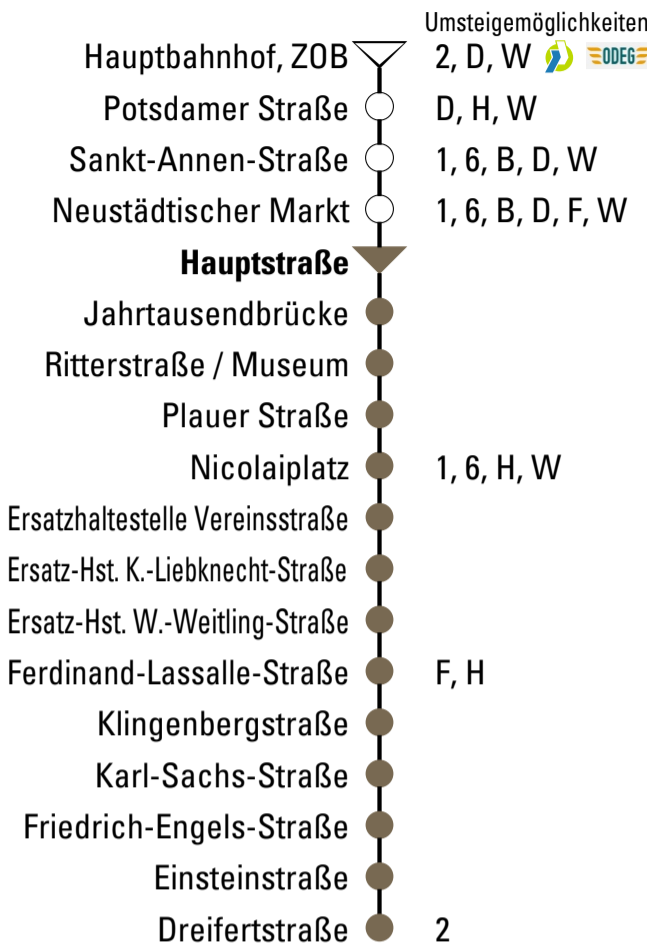 Umsteigemöglichkeiten
Hauptbahnhof, ZOB 2, D, W ODEG
Potsdamer Straße D, H, W
Sankt-Annen-Straße 1, 6, B, D, W
Neustädtischer Markt 1, 6, B, D, F, W
Hauptstraße
Jahrtausendbrücke
Ritterstraße / Museum
Plauer Straße
Nicolaiplatz 1, 6, H, W
Ersatzhaltestelle Vereinsstraße
Ersatz-Hst. K.-Liebknecht-Straße
Ersatz-Hst. W.-Weitling-Straße
Ferdinand-Lassalle-Straße F, H
Klingenbergstraße
Karl-Sachs-Straße
Friedrich-Engels-Straße
Einsteinstraße
Dreifertstraße 2